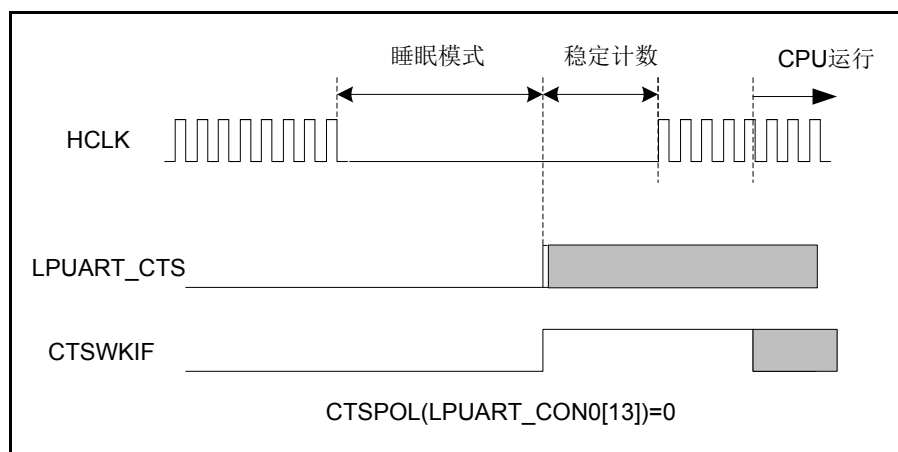 睡眠模式
稳定计数
CPU运行
HCLK
LPUART_CTS
CTSWKIF
CTSPOL(LPUART_CON0[13])=0